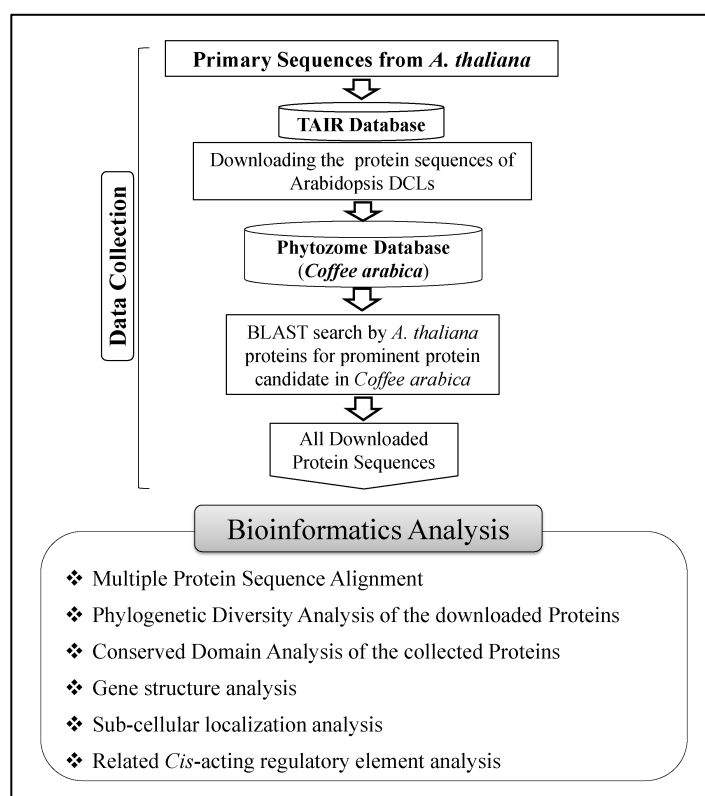 Primary Sequences from A. thaliana
TAIR Database
Downloading the protein sequences of
Arabidopsis DCLs
Phytozome Database
(Coffee arabica)
BLAST search by A. thaliana
proteins for prominent protein
candidate in Coffee arabica
All Downloaded
Protein Sequences
Data Collection
Bioinformatics Analysis
❖ Multiple Protein Sequence Alignment
❖ Phylogenetic Diversity Analysis of the downloaded Proteins
❖ Conserved Domain Analysis of the collected Proteins
❖ Gene structure analysis
❖ Sub-cellular localization analysis
❖ Related Cis-acting regulatory element analysis